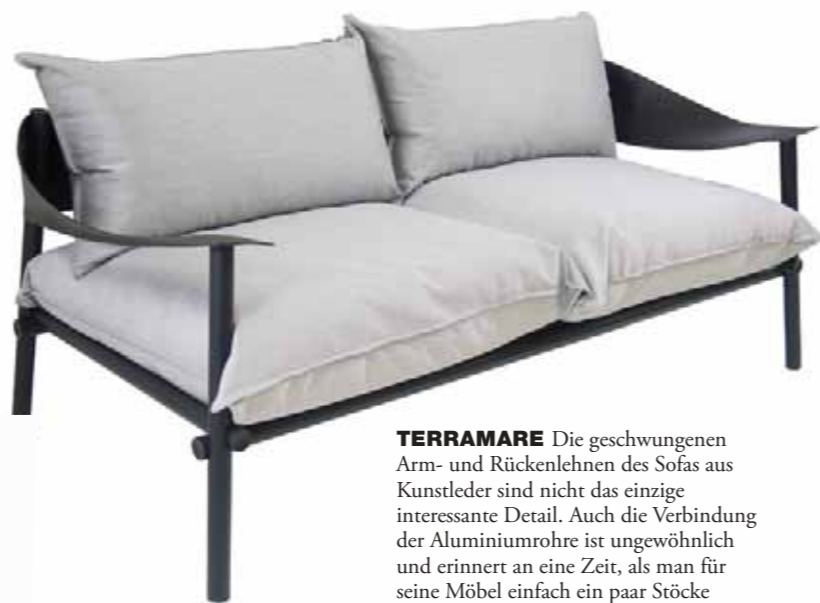 TERRAMARE Die geschwungenen
Arm- und Rückenlehnen des Sofas aus
Kunstleder sind nicht das einzige
interessante Detail. Auch die Verbindung
der Aluminiumrohre ist ungewöhnlich
und erinnert an eine Zeit, als man für
seine Möbel einfach ein paar Stöcke